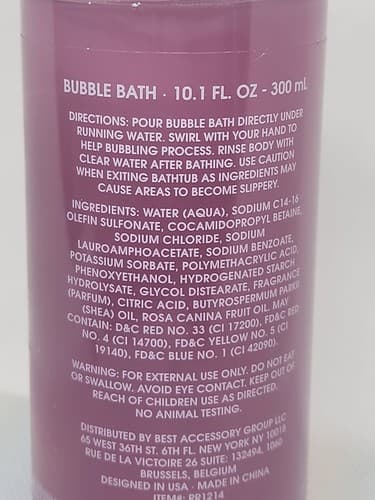 BUBBLE BATH · 10.1 FL. OZ - 300 mL
DIRECTIONS: POUR BUBBLE BATH DIRECTLY UNDER
RUNNING WATER. SWIRL WITH YOUR HAND TO
HELP BUBBLING PROCESS. RINSE BODY WITH
CLEAR WATER AFTER BATHING. USE CAUTION
WHEN EXITING BATHTUB AS INGREDIENTS MAY
CAUSE AREAS TO BECOME SLIPPERY.
INGREDIENTS: WATER (AQUA), SODIUM C14-16
OLEFIN SULFONATE, COCAMIDOPROPYL BETAINE,
SODIUM CHLORIDE, SODIUM
LAUROAMPHOACETATE, SODIUM BENZOATE,
POTASSIUM SORBATE, POLYMETHACRYLIC ACID,
PHENOXYETHANOL, HYDROGENATED STARCH
HYDROLYSATE, GLYCOL DISTEARATE, FRAGRANCE
(PARFUM), CITRIC ACID, BUTYROSPERMUM PARKII
(SHEA) OIL, ROSA CANINA FRUIT OIL. MAY
CONTAIN: D&C RED NO. 33 (CI 17200), FD&C RED
NO. 4 (CI 14700), FD&C YELLOW NO. 5 (CI
19140), FD&C BLUE NO. 1 (CI 42090).
WARNING: FOR EXTERNAL USE ONLY. DO NOT EAT
OR SWALLOW. AVOID EYE CONTACT. KEEP OUT OF
REACH OF CHILDREN USE AS DIRECTED.
NO ANIMAL TESTING.
DISTRIBUTED BY BEST ACCESSORY GROUP LLC
65 WEST 36TH ST. 6TH FL. NEW YORK NY 10018
RUE DE LA VICTOIRE 26 SUITE: 132494, 1060
BRUSSELS, BELGIUM
DESIGNED IN USA · MADE IN CHINA
ITEM#: RR1214